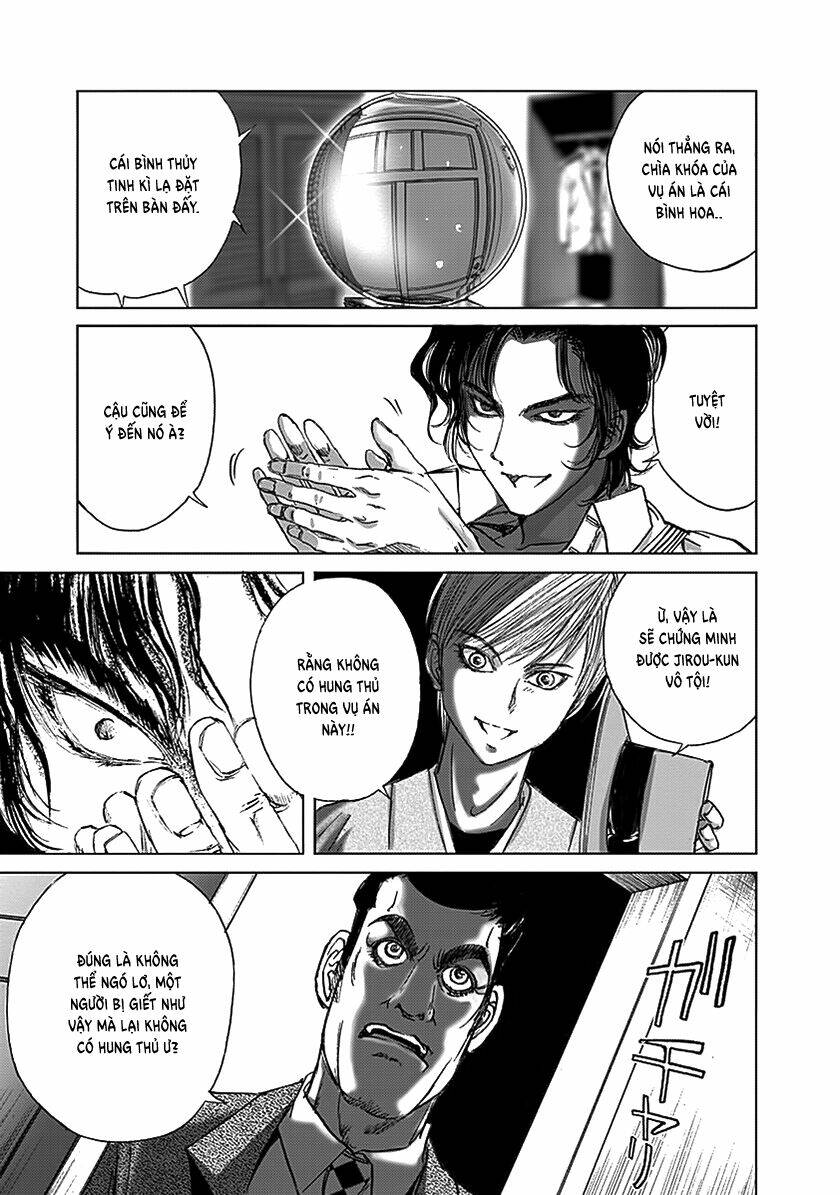 NÓI THẲNG RA,
CHÌA KHÓA CỦA
VỤ ÁN LÀ CÁI
BÌNH HOA..
CÁI BÌNH THỦY
TINH KÌ LẠ ĐẶT
TRÊN BÀN ĐẤY.
TUYỆT
VỜI!
CẬU CŨNG ĐỂ
Ý ĐẾN NÓ À?
Ừ, VẬY LÀ
SẼ CHỨNG MINH
ĐƯỢC JIROU-KUN
VÔ TỘI!
RẰNG KHÔNG
CÓ HUNG THỦ
TRONG VỤ ÁN
NÀY!!
ガチャリ
ĐÚNG LÀ KHÔNG
THỂ NGÓ LƠ, MỘT
NGƯỜI BỊ GIẾT NHƯ
VẬY MÀ LẠI KHÔNG
CÓ HUNG THỦ Ư?